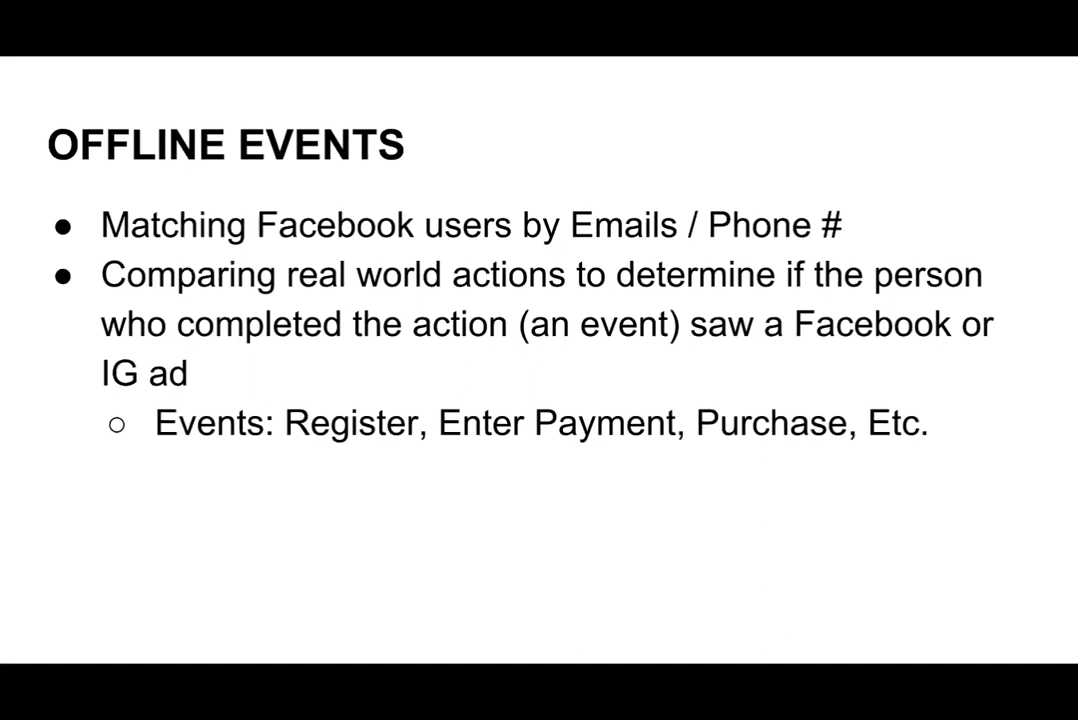 OFFLINE EVENTS
● Matching Facebook users by Emails / Phone #
● Comparing real world actions to determine if the person
who completed the action (an event) saw a Facebook or
IG ad
○ Events: Register, Enter Payment, Purchase, Etc.